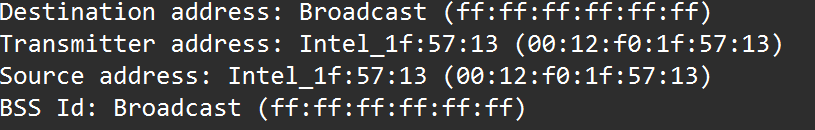 Destination address: Broadcast (ff:ff:ff:ff:ff:ff)
Transmitter address: Intel_1f:57:13 (00:12:f0:1f:57:13)
Source address: Intel_1f:57:13 (00:12:f0:1f:57:13)
BSS Id: Broadcast (ff:ff:ff:ff:ff:ff)